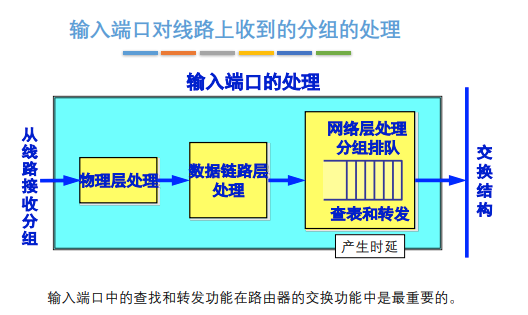 输入端口对线路上收到的分组的处理
输入端口的处理
从线路接收分组
物理层处理
数据链路层
处理
网络层处理
分组排队
查表和转发
产生时延
交换结构
输入端口中的查找和转发功能在路由器的交换功能中是最重要的。